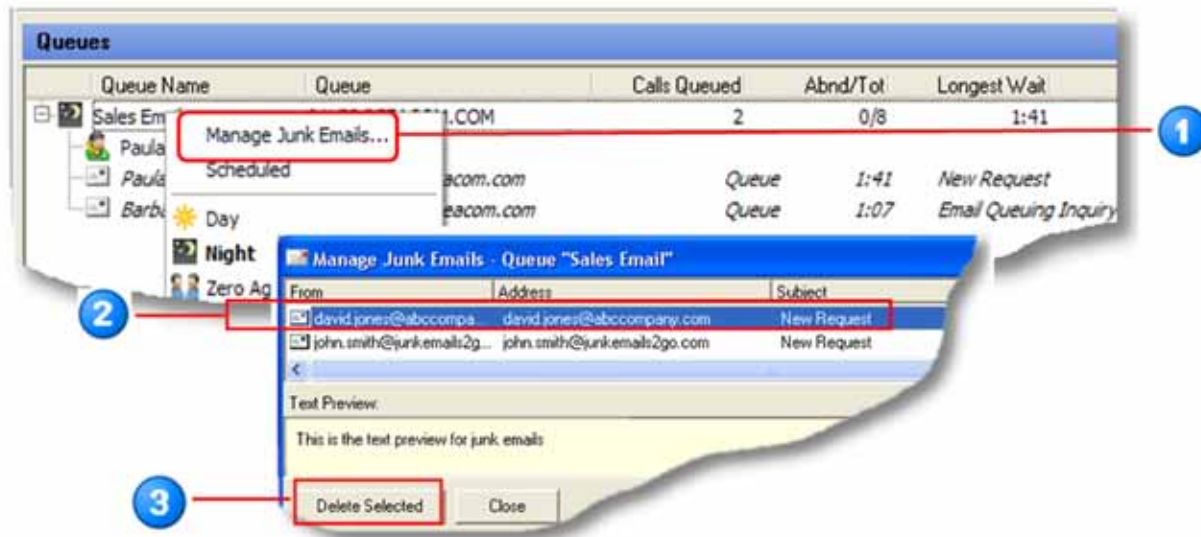 Queues
Queue Name Queue Calls Queued Abnd/Tot Longest Wait
Sales Em .COM 2 0/8 1:41
Manage Junk Emails...
1
Paula
Scheduled
Paula eacom.com Queue 1:41 New Request
Barb eacom.com Queue 1:07 Email Queuing Inquiry
Day
Night
Zero Ag
Manage Junk Emails - Queue "Sales Email"
From Address Subject
2
david.jones@abccompa... david.jones@abccompany.com New Request
john.smith@junkemails2g... john.smith@junkemails2go.com New Request
Text Preview:
This is the text preview for junk emails
3
Delete Selected Close